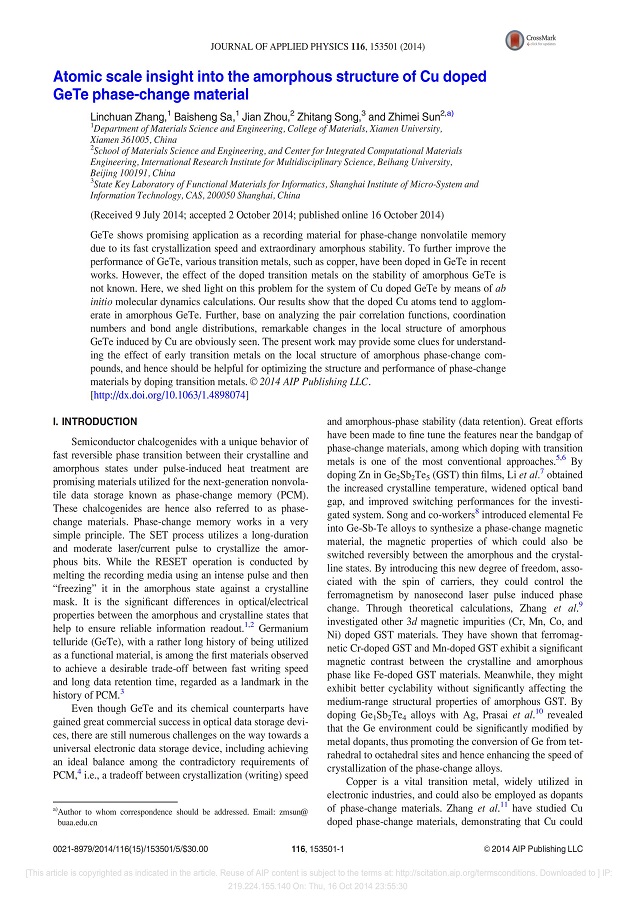 JOURNAL OF APPLIED PHYSICS 116, 153501 (2014)
CrossMark
Atomic scale insight into the amorphous structure of Cu doped
GeTe phase-change material
Linchuan Zhang,1 Baisheng Sa,1 Jian Zhou,2 Zhitang Song,3 and Zhimei Sun2,a)
1Department of Materials Science and Engineering, College of Materials, Xiamen University,
Xiamen 361005, China
2School of Materials Science and Engineering, and Center for Integrated Computational Materials
Engineering, International Research Institute for Multidisciplinary Science, Beihang University,
Beijing 100191, China
3State Key Laboratory of Functional Materials for Informatics, Shanghai Institute of Micro-System and
Information Technology, CAS, 200050 Shanghai, China
(Received 9 July 2014; accepted 2 October 2014; published online 16 October 2014)
GeTe shows promising application as a recording material for phase-change nonvolatile memory
due to its fast crystallization speed and extraordinary amorphous stability. To further improve the
performance of GeTe, various transition metals, such as copper, have been doped in GeTe in recent
works. However, the effect of the doped transition metals on the stability of amorphous GeTe is
not known. Here, we shed light on this problem for the system of Cu doped GeTe by means of ab
initio molecular dynamics calculations. Our results show that the doped Cu atoms tend to agglom-
erate in amorphous GeTe. Further, base on analyzing the pair correlation functions, coordination
numbers and bond angle distributions, remarkable changes in the local structure of amorphous
GeTe induced by Cu are obviously seen. The present work may provide some clues for understand-
ing the effect of early transition metals on the local structure of amorphous phase-change com-
pounds, and hence should be helpful for optimizing the structure and performance of phase-change
materials by doping transition metals. © 2014 AIP Publishing LLC.
[http://dx.doi.org/10.1063/1.4898074]
I. INTRODUCTION
Semiconductor chalcogenides with a unique behavior of
fast reversible phase transition between their crystalline and
amorphous states under pulse-induced heat treatment are
promising materials utilized for the next-generation nonvola-
tile data storage known as phase-change memory (PCM).
These chalcogenides are hence also referred to as phase-
change materials. Phase-change memory works in a very
simple principle. The SET process utilizes a long-duration
and moderate laser/current pulse to crystallize the amor-
phous bits. While the RESET operation is conducted by
melting the recording media using an intense pulse and then
“freezing” it in the amorphous state against a crystalline
mask. It is the significant differences in optical/electrical
properties between the amorphous and crystalline states that
help to ensure reliable information readout.1,2 Germanium
telluride (GeTe), with a rather long history of being utilized
as a functional material, is among the first materials observed
to achieve a desirable trade-off between fast writing speed
and long data retention time, regarded as a landmark in the
history of PCM.3
Even though GeTe and its chemical counterparts have
gained great commercial success in optical data storage devi-
ces, there are still numerous challenges on the way towards a
universal electronic data storage device, including achieving
an ideal balance among the contradictory requirements of
PCM,4 i.e., a tradeoff between crystallization (writing) speed
a)Author to whom correspondence should be addressed. Email: zmsun@
buaa.edu.cn
and amorphous-phase stability (data retention). Great efforts
have been made to fine tune the features near the bandgap of
phase-change materials, among which doping with transition
metals is one of the most conventional approaches.5,6 By
doping Zn in Ge2Sb2Te5 (GST) thin films, Li et al.7 obtained
the increased crystalline temperature, widened optical band
gap, and improved switching performances for the investi-
gated system. Song and co-workers8 introduced elemental Fe
into Ge-Sb-Te alloys to synthesize a phase-change magnetic
material, the magnetic properties of which could also be
switched reversibly between the amorphous and the crystal-
line states. By introducing this new degree of freedom, asso-
ciated with the spin of carriers, they could control the
ferromagnetism by nanosecond laser pulse induced phase
change. Through theoretical calculations, Zhang et al.9
investigated other 3d magnetic impurities (Cr, Mn, Co, and
Ni) doped GST materials. They have shown that ferromag-
netic Cr-doped GST and Mn-doped GST exhibit a significant
magnetic contrast between the crystalline and amorphous
phase like Fe-doped GST materials. Meanwhile, they might
exhibit better cyclability without significantly affecting the
medium-range structural properties of amorphous GST. By
doping Ge1Sb2Te4 alloys with Ag, Prasai et al.10 revealed
that the Ge environment could be significantly modified by
metal dopants, thus promoting the conversion of Ge from tet-
rahedral to octahedral sites and hence enhancing the speed of
crystallization of the phase-change alloys.
Copper is a vital transition metal, widely utilized in
electronic industries, and could also be employed as dopants
of phase-change materials. Zhang et al.11 have studied Cu
doped phase-change materials, demonstrating that Cu could
0021-8979/2014/116(15)/153501/5/$30.00
116, 153501-1
© 2014 AIP Publishing LLC
[This article is copyrighted as indicated in the article. Reuse of AIP content is subject to the terms at: http://scitation.aip.org/termsconditions. Downloaded to ] IP:
219.224.155.140 On: Thu, 16 Oct 2014 23:55:30